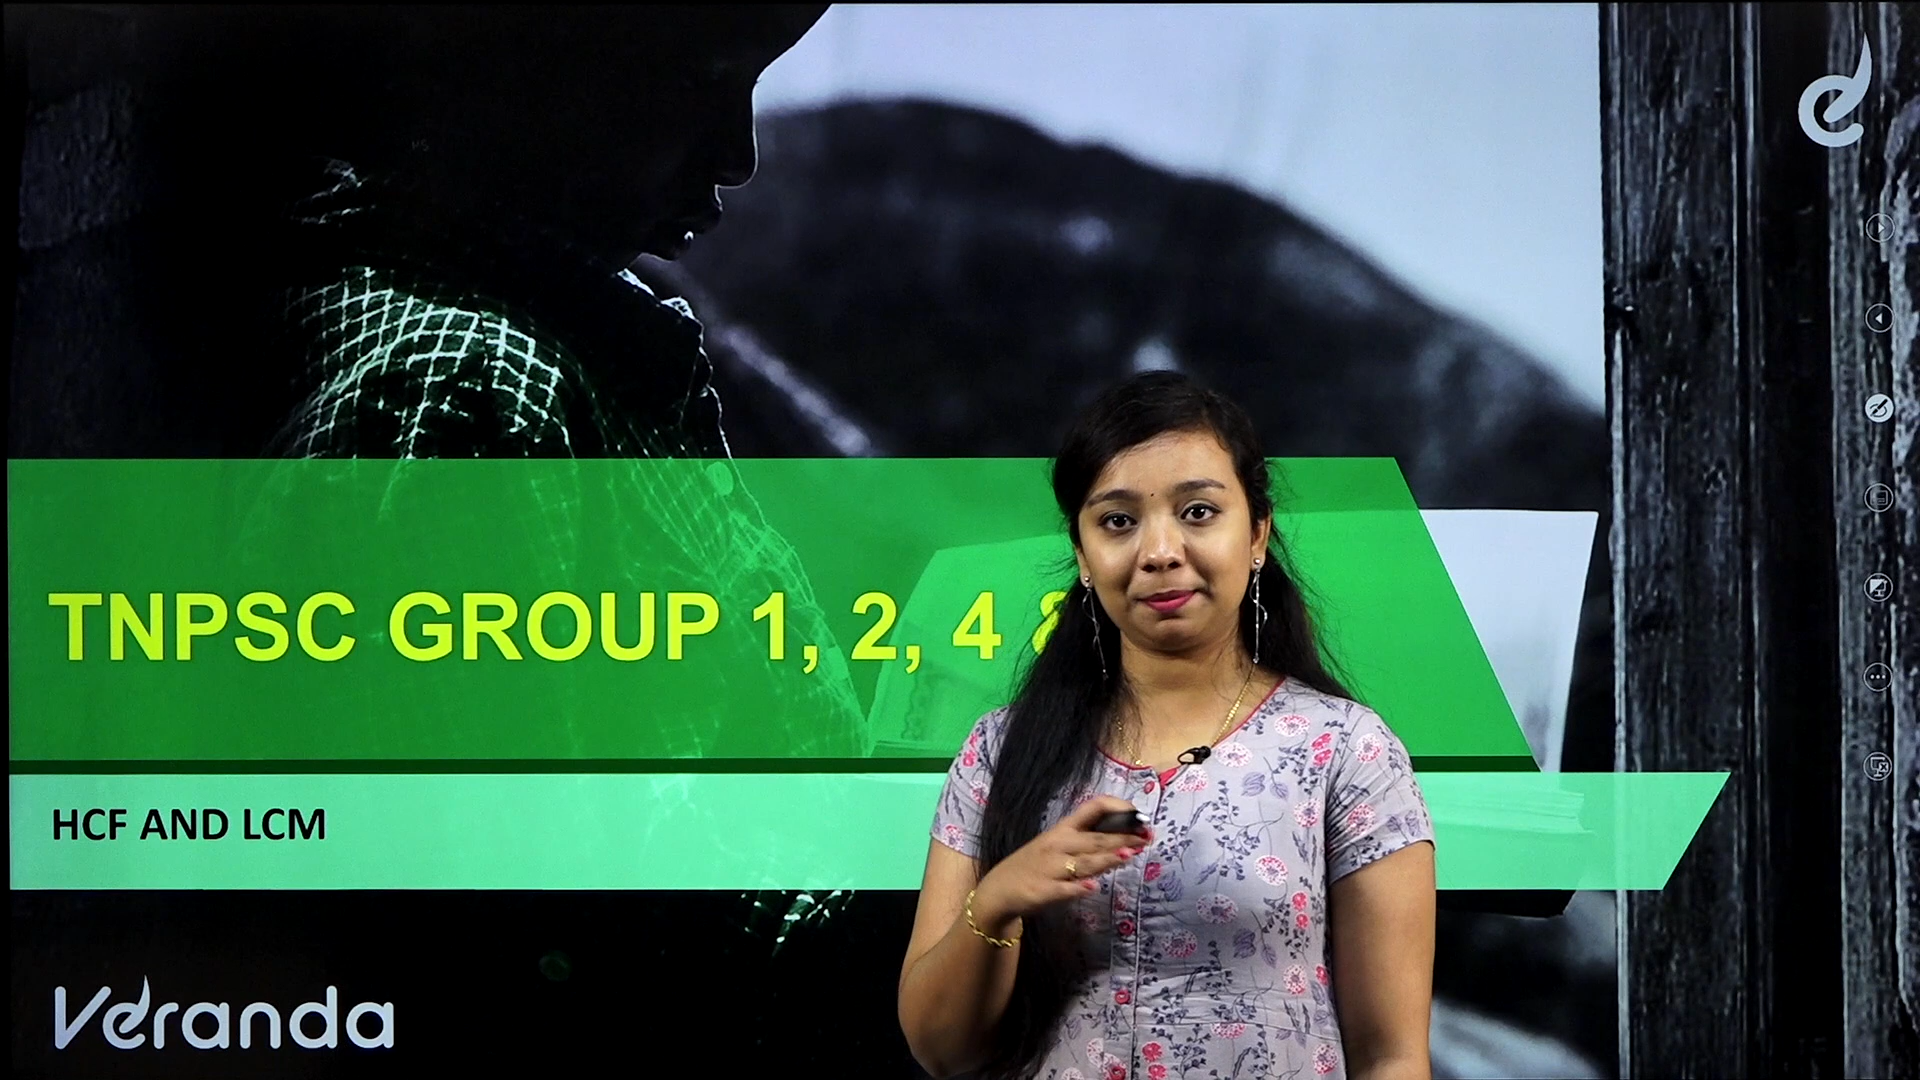 TNPSC GROUP 1, 2, 4
HCF AND LCM
Veranda